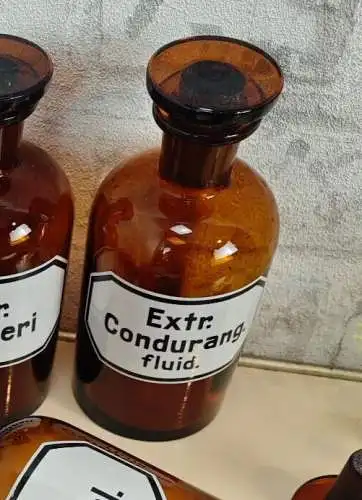 r.
eri
Extr.
Condurang.
fluid.